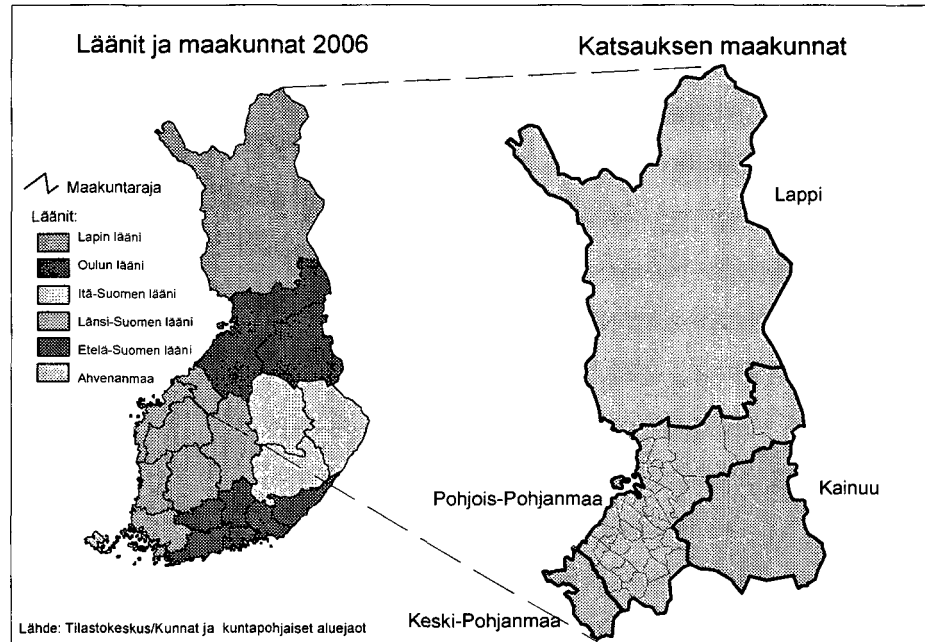 Läänit ja maakunnat 2006
Katsauksen maakunnat
Maakuntaraja
Läänit:
Lapin lääni
Oulun lääni
Itä-Suomen lääni
Länsi-Suomen lääni
Etelä-Suomen lääni
Ahvenanmaa
Lappi
Pohjois-Pohjanmaa
Kainuu
Keski-Pohjanmaa
Lähde: Tilastokeskus/Kunnat ja kuntapohjaiset aluejaot